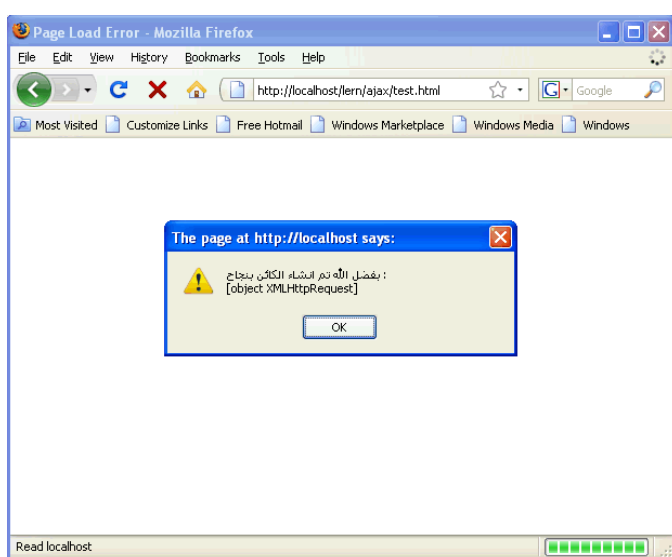 Page Load Error - Mozilla Firefox
File Edit View History Bookmarks Tools Help
http://localhost/lern/ajax/test.html G Google
Most Visited Customize Links Free Hotmail Windows Marketplace Windows Media Windows
The page at http://localhost says:
بفضل الله تم انشاء الكائن بنجاح :
[object XMLHttpRequest]
OK
Read localhost